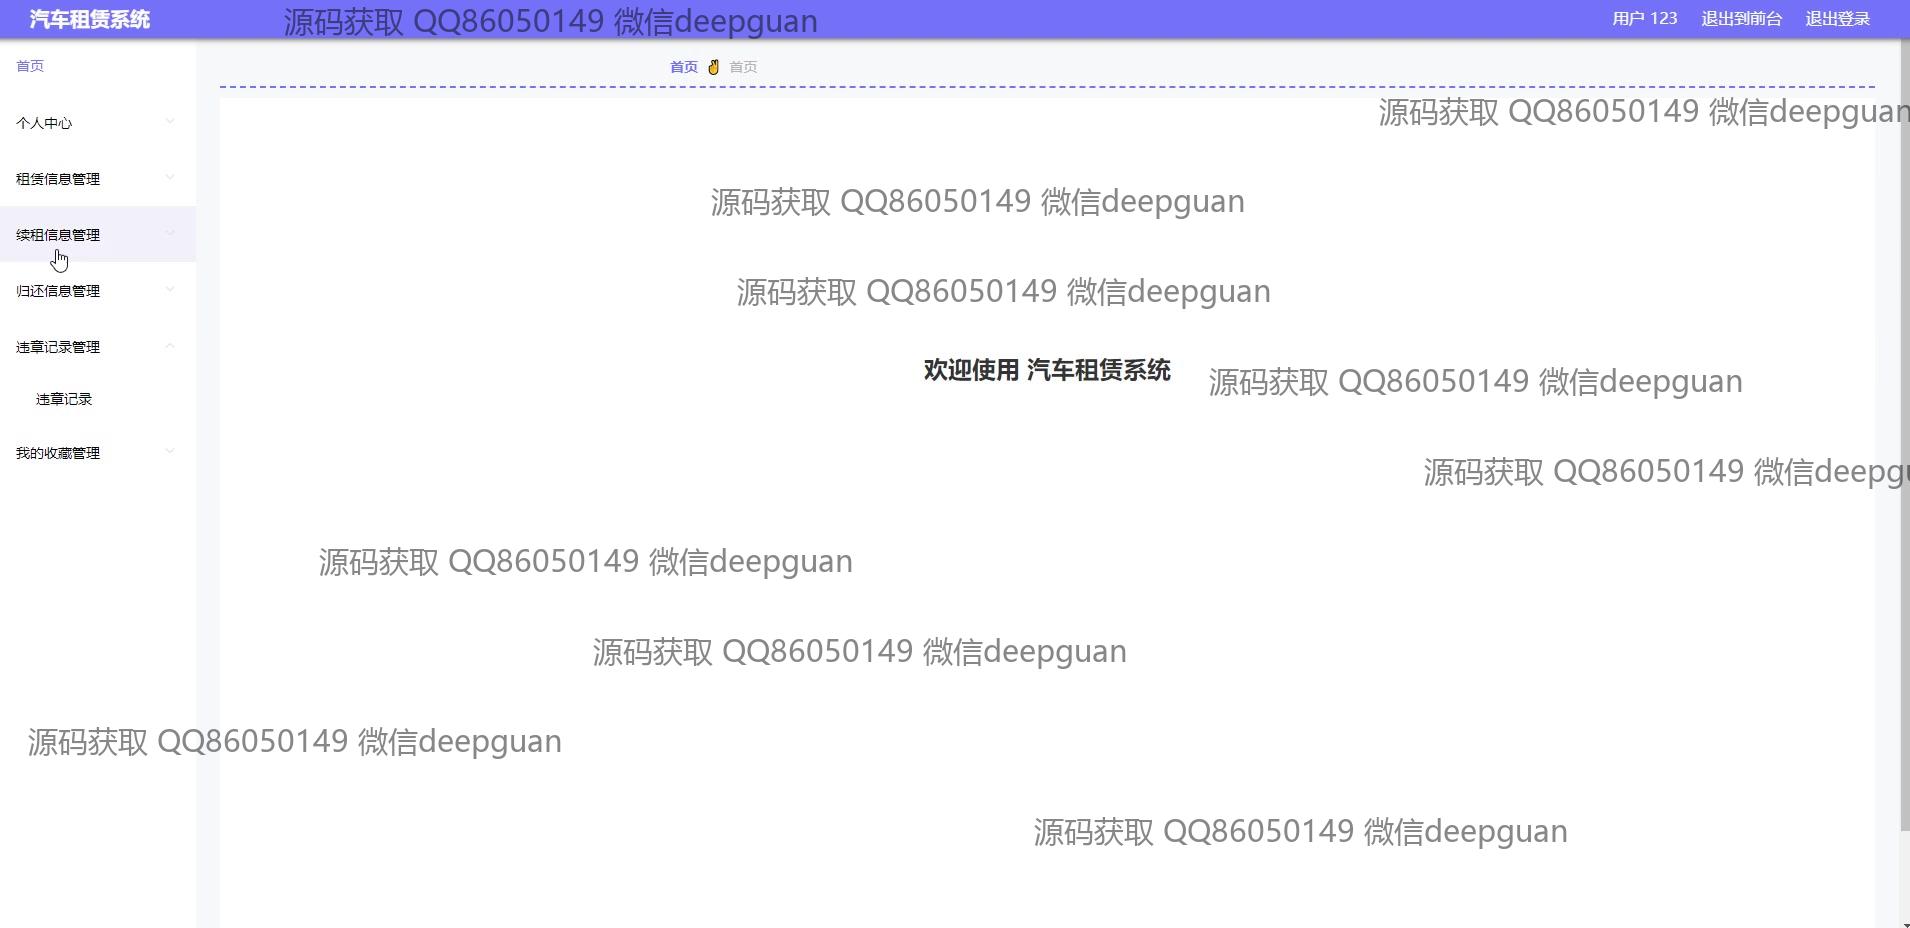 汽车租赁系统
源码获取 QQ86050149 微信deepguan
用户 123 退出到前台 退出登录
首页
首页 首页
源码获取 QQ86050149 微信deepguan
个人中心
租赁信息管理
源码获取 QQ86050149 微信deepguan
续租信息管理
归还信息管理
源码获取 QQ86050149 微信deepguan
违章记录管理
欢迎使用 汽车租赁系统
源码获取 QQ86050149 微信deepguan
违章记录
我的收藏管理
源码获取 QQ86050149 微信deepgu
源码获取 QQ86050149 微信deepguan
源码获取 QQ86050149 微信deepguan
源码获取 QQ86050149 微信deepguan
源码获取 QQ86050149 微信deepguan